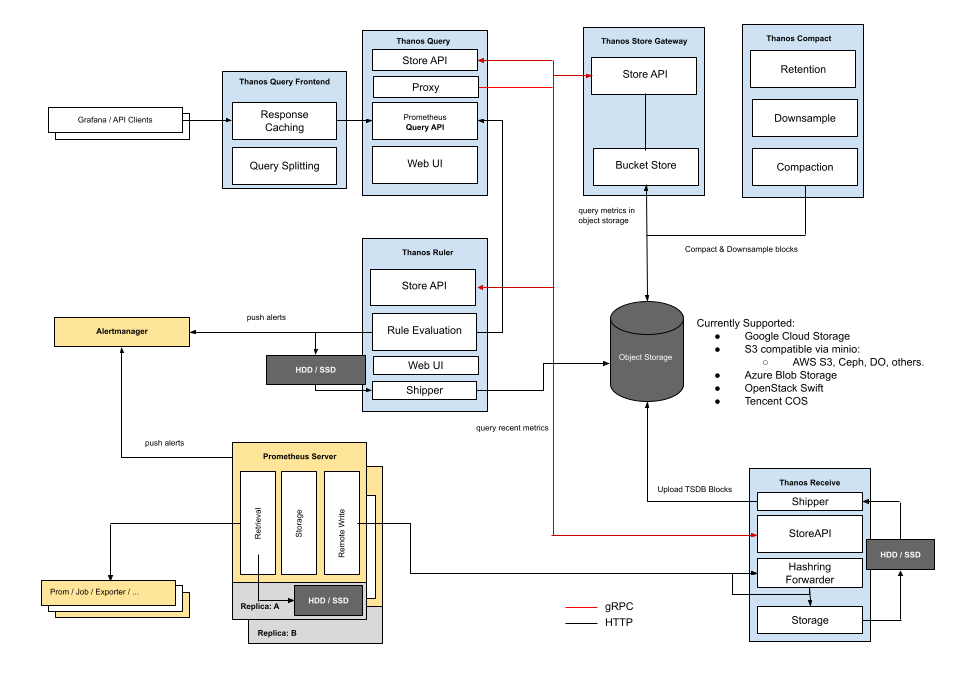 Thanos Query Frontend
Response
Caching
Query Splitting
Grafana / API Clients
Thanos Query
Store API
Proxy
Prometheus
Query API
Web UI
Thanos Store Gateway
Store API
Bucket Store
Thanos Compact
Retention
Downsample
Compaction
query metrics in
object storage
Compact & Downsample blocks
Thanos Ruler
Store API
Rule Evaluation
Web UI
Shipper
push alerts
Alertmanager
HDD / SSD
Object Storage
Currently Supported:
● Google Cloud Storage
● S3 compatible via minio:
○ AWS S3, Ceph, DO, others.
● Azure Blob Storage
● OpenStack Swift
● Tencent COS
query recent metrics
push alerts
Prometheus Server
Retrieval
Storage
Remote Write
HDD / SSD
Replica: A
Replica: B
Prom / Job / Exporter / ...
Upload TSDB Blocks
Thanos Receive
Shipper
StoreAPI
Hashring
Forwarder
Storage
HDD / SSD
gRPC
HTTP